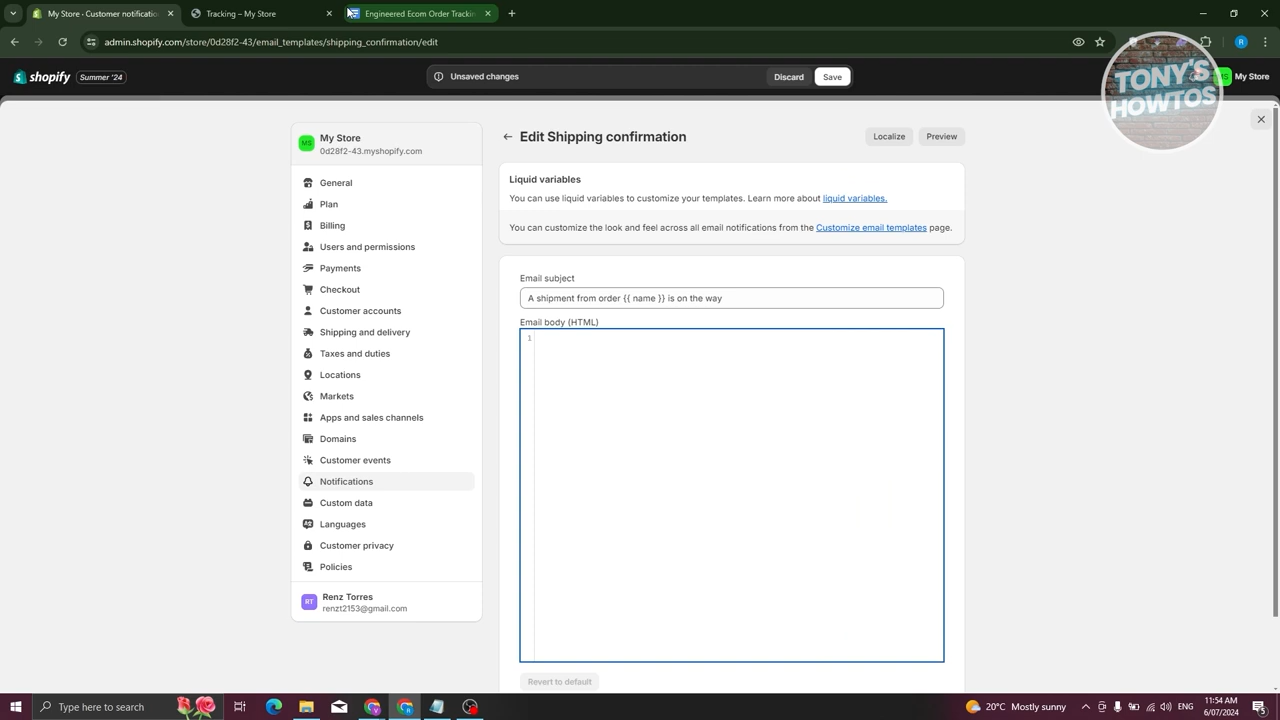 My Store · Notification
Tracking – My Store
Engineered Ecom Order Trackin
admin.shopify.com/store/0d28f2-43/email_templates/shipping_confirmation/edit
R
shopify
Summer '24
Unsaved changes
Discard
Save
MS
My Store
TONY'S
HOWTOS
MS
My Store
0d28f2-43.myshopify.com
General
Plan
Billing
Users and permissions
Payments
Checkout
Customer accounts
Shipping and delivery
Taxes and duties
Locations
Markets
Apps and sales channels
Domains
Customer events
Notifications
Custom data
Languages
Customer privacy
Policies
RT
Renz Torres
renzt2153@gmail.com
Edit Shipping confirmation
Localize
Preview
Liquid variables
You can use liquid variables to customize your templates. Learn more about liquid variables.
You can customize the look and feel across all email notifications from the Customize email templates page.
Email subject
A shipment from order {{ name }} is on the way
Email body (HTML)
1
Revert to default
Type here to search
20°C Mostly sunny
ENG
11:54 AM
6/07/2024